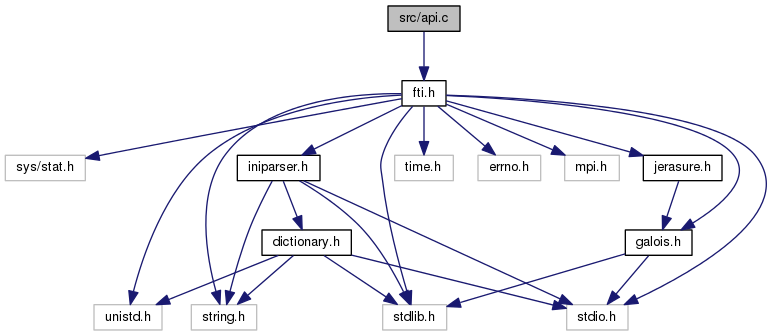 src/api.c
fti.h
sys/stat.h
iniparser.h
time.h
errno.h
mpi.h
jerasure.h
dictionary.h
galois.h
unistd.h
string.h
stdlib.h
stdio.h